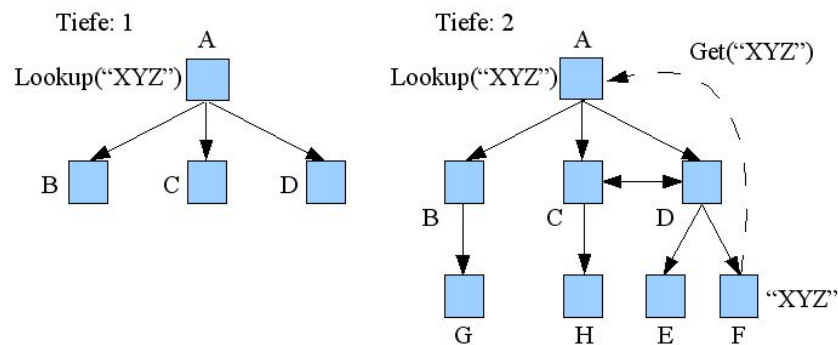 Tiefe: 1
A
Lookup(“XYZ”)
B
C
D
Tiefe: 2
A
Get(“XYZ”)
Lookup(“XYZ”)
B
C
D
“XYZ”
G
H
E
F